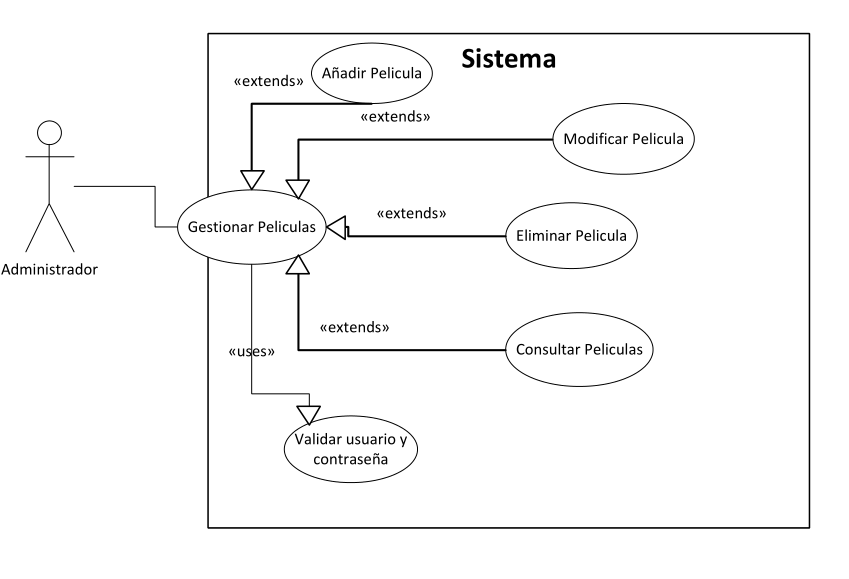 Sistema
Añadir Pelicula
«extends»
«extends»
Modificar Pelicula
«extends»
Gestionar Peliculas
Eliminar Pelicula
Administrador
«extends»
Consultar Peliculas
«uses»
Validar usuario y
contraseña